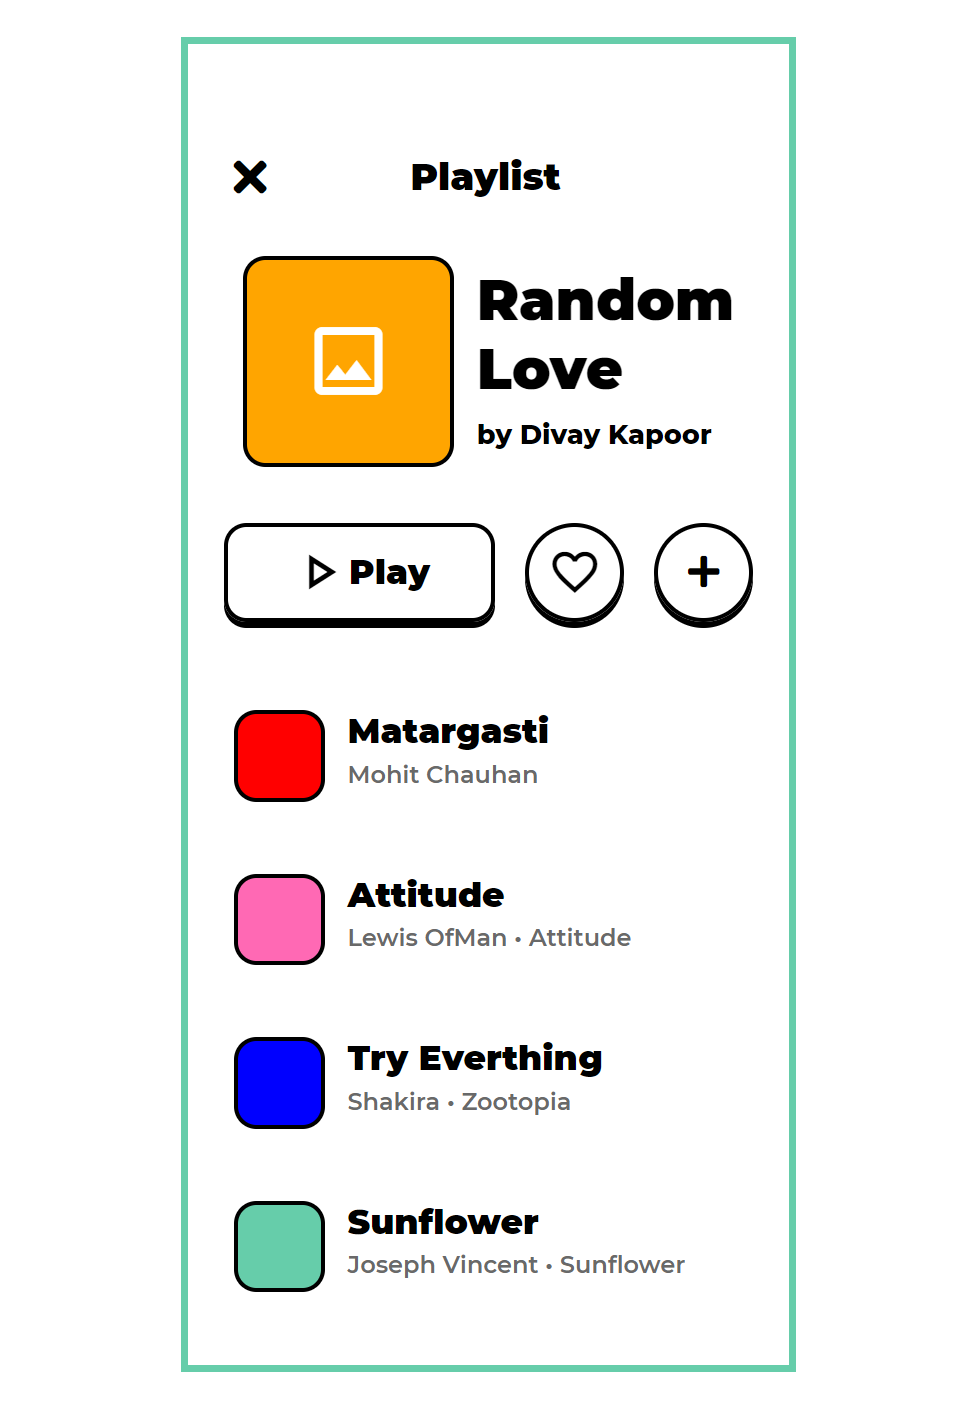 Playlist
Random
Love
by Divay Kapoor
Play
Matargasti
Mohit Chauhan
Attitude
Lewis OfMan • Attitude
Try Everthing
Shakira • Zootopia
Sunflower
Joseph Vincent • Sunflower